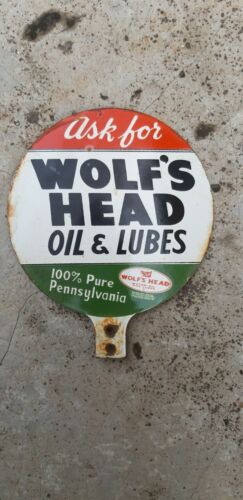 Ask for
WOLF'S
HEAD
OIL & LUBES
100% Pure
Pennsylvania
WOLF'S HEAD